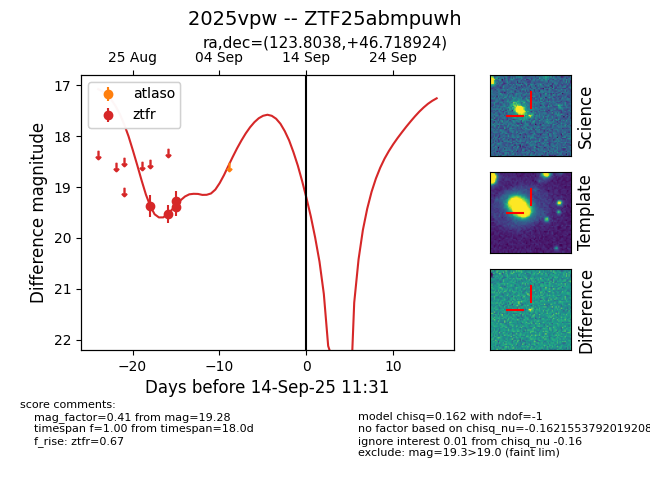 2025vpw -- ZTF25abmpuwh
ra,dec=(123.8038,+46.718924)
25 Aug
04 Sep
14 Sep
24 Sep
atlaso
ztfr
17
18
19
20
21
22
Difference magnitude
−20
−10
0
10
Days before 14-Sep-25 11:31
Science
Template
Difference
score comments:
mag_factor=0.41 from mag=19.28
timespan f=1.00 from timespan=18.0d
f_rise: ztfr=0.67
model chisq=0.162 with ndof=-1
no factor based on chisq_nu=-0.1621553792019208
ignore interest 0.01 from chisq_nu -0.16
exclude: mag=19.3>19.0 (faint lim)